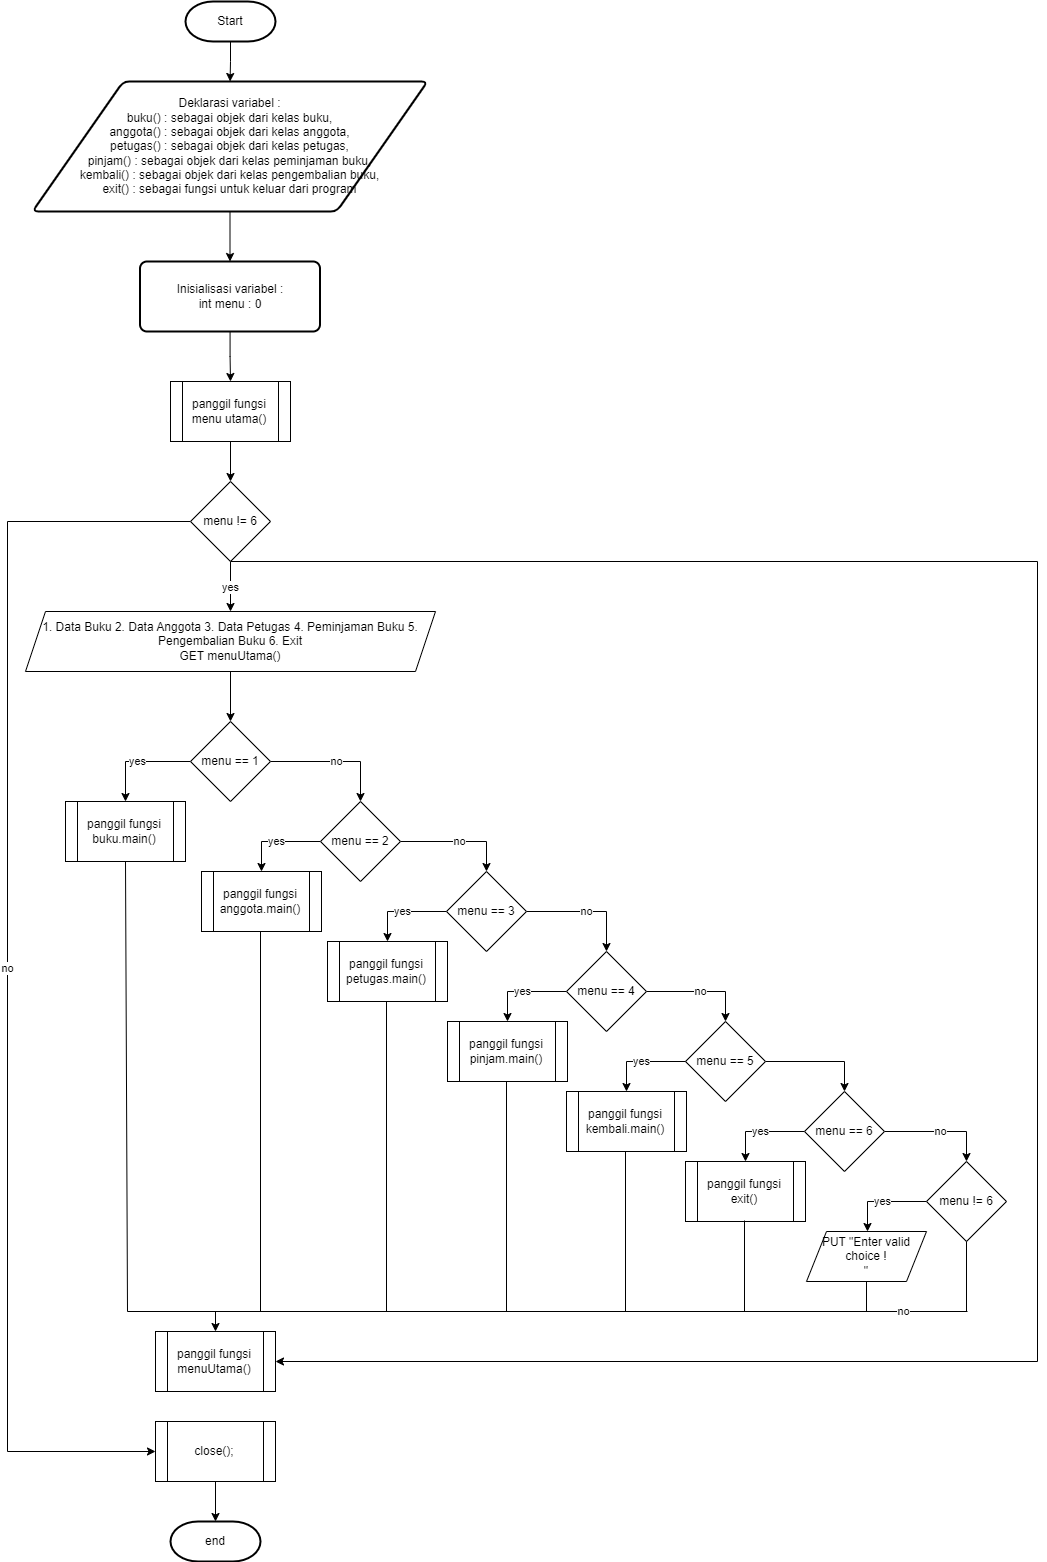 Start
Deklarasi variabel :
buku() : sebagai objek dari kelas buku,
anggota() : sebagai objek dari kelas anggota,
petugas() : sebagai objek dari kelas petugas,
pinjam() : sebagai objek dari kelas peminjaman buku,
kembali() : sebagai objek dari kelas pengembalian buku,
exit() : sebagai fungsi untuk keluar dari program
Inisialisasi variabel :
int menu : 0
panggil fungsi
menu utama()
menu != 6
yes
1. Data Buku 2. Data Anggota 3. Data Petugas 4. Peminjaman Buku 5.
Pengembalian Buku 6. Exit
GET menuUtama()
menu == 1
yes
no
panggil fungsi
buku.main()
menu == 2
yes
no
panggil fungsi
anggota.main()
menu == 3
yes
no
panggil fungsi
petugas.main()
no
menu == 4
yes
no
panggil fungsi
pinjam.main()
menu == 5
yes
panggil fungsi
kembali.main()
menu == 6
yes
no
panggil fungsi
exit()
menu != 6
yes
PUT "Enter valid
choice !
"
no
panggil fungsi
menuUtama()
close();
end